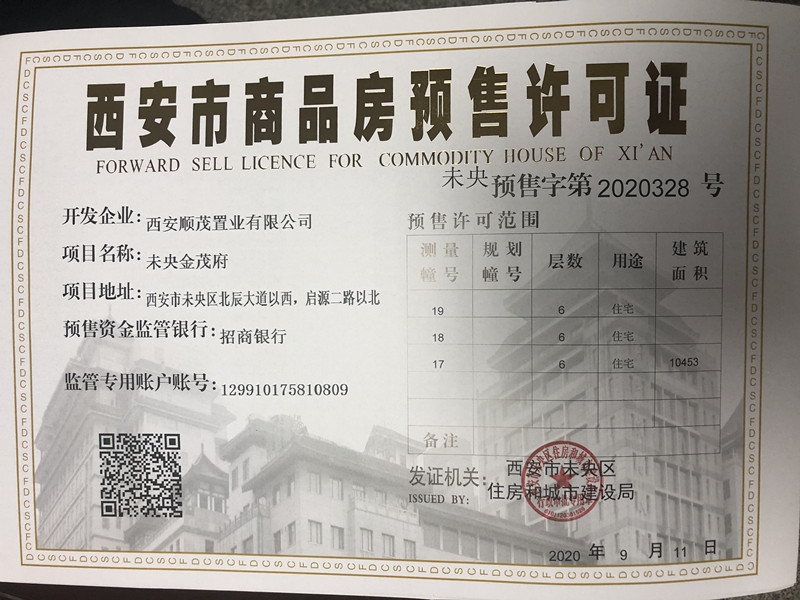 西安市商品房预售许可证
FORWARD SELL LICENCE FOR COMMODITY HOUSE OF XI'AN
未央 预售字第 2020328 号
开发企业: 西安顺茂置业有限公司
项目名称: 未央金茂府
项目地址: 西安市未央区北辰大道以西，启源二路以北
预售资金监管银行: 招商银行
监管专用账户账号: 129910175810809
预售许可范围
测量幢号 规划幢号 层数 用途 建筑面积
19 6 住宅
18 6 住宅
17 6 住宅 10453
备注
发证机关: 西安市未央区
ISSUED BY: 住房和城市建设局
2020 年 9 月 11 日